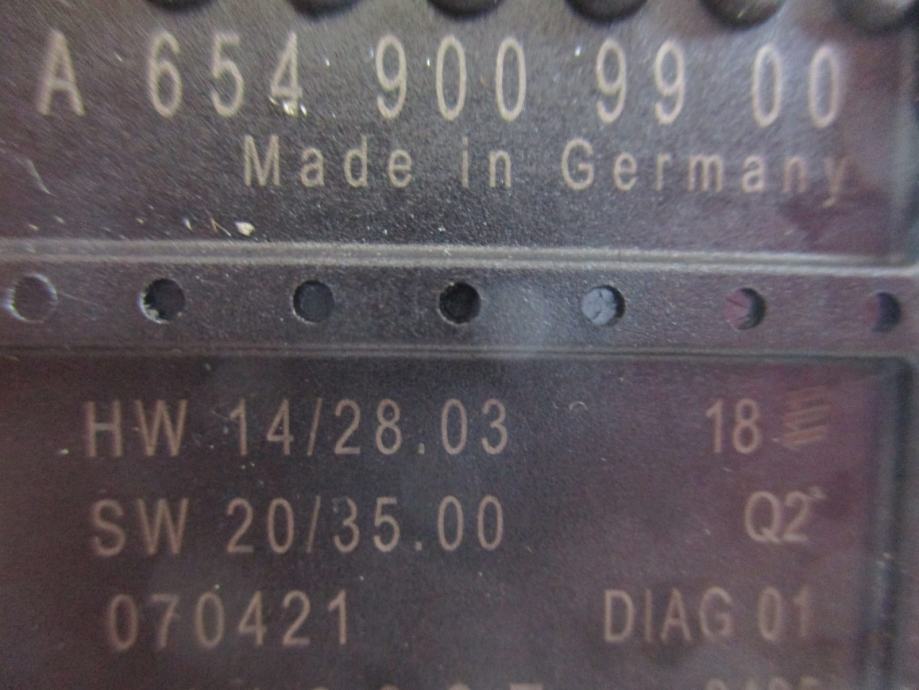 A 654 900 99 00
Made in Germany
HW 14/28.03 18
SW 20/35.00 Q2
070421 DIAG 01